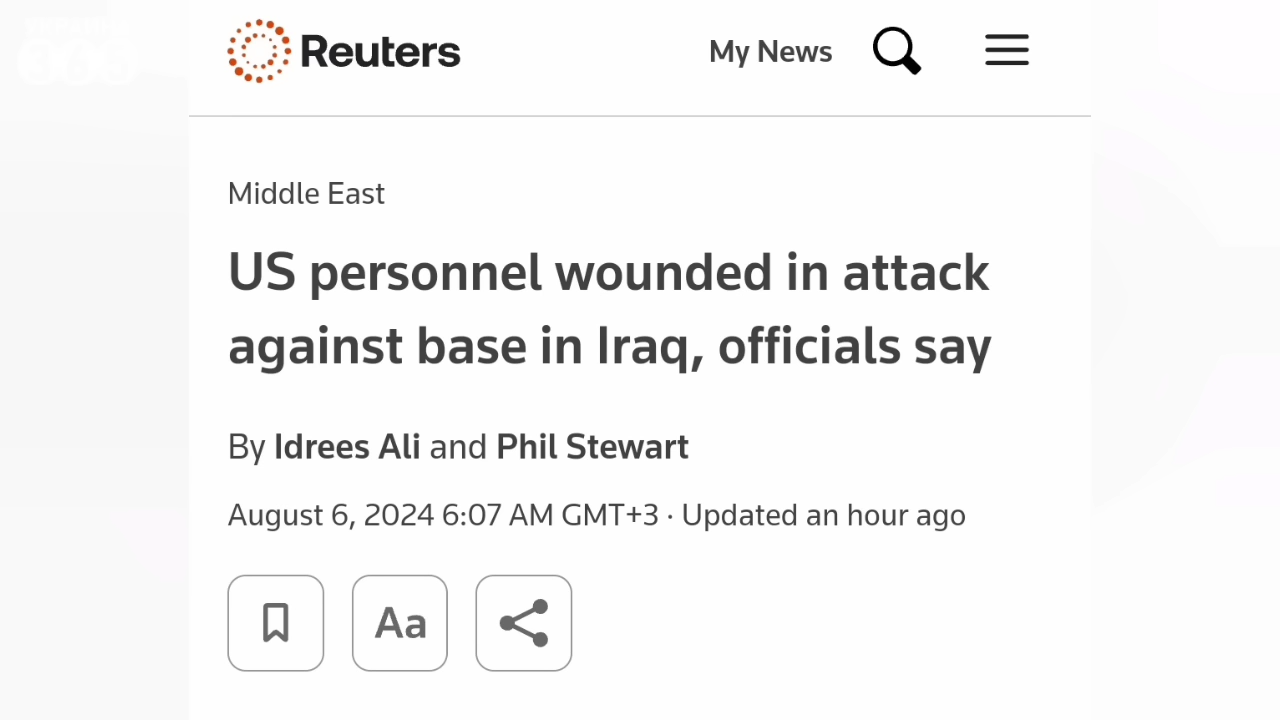 Reuters
My News
Middle East
US personnel wounded in attack
against base in Iraq, officials say
By Idrees Ali and Phil Stewart
August 6, 2024 6:07 AM GMT+3 · Updated an hour ago
Aa